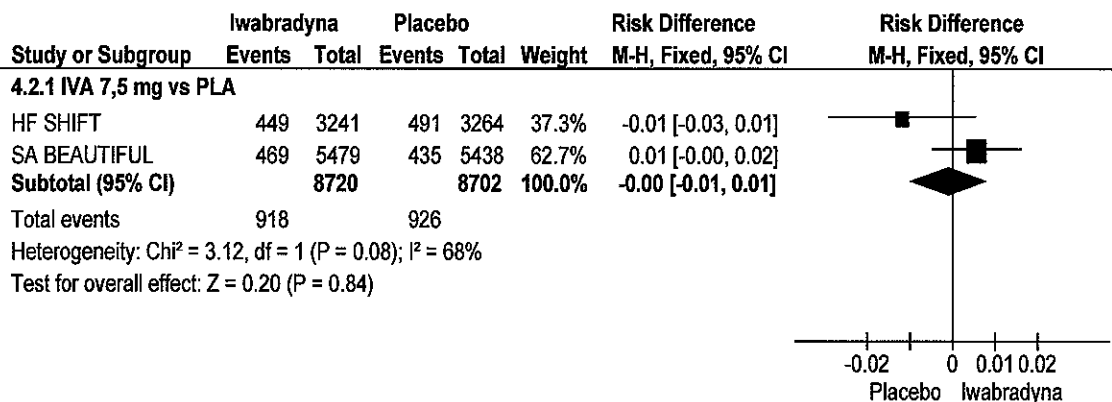 Iwabradyna Placebo Risk Difference Risk Difference
Study or Subgroup Events Total Events Total Weight M-H, Fixed, 95% CI M-H, Fixed, 95% CI
4.2.1 IVA 7,5 mg vs PLA
HF SHIFT 449 3241 491 3264 37.3% -0.01 [-0.03, 0.01]
SA BEAUTIFUL 469 5479 435 5438 62.7% 0.01 [-0.00, 0.02]
Subtotal (95% CI) 8720 8702 100.0% -0.00 [-0.01, 0.01]
Total events 918 926
Heterogeneity: Chi² = 3.12, df = 1 (P = 0.08); I² = 68%
Test for overall effect: Z = 0.20 (P = 0.84)
-0.02 0 0.01 0.02
Placebo Iwabradyna